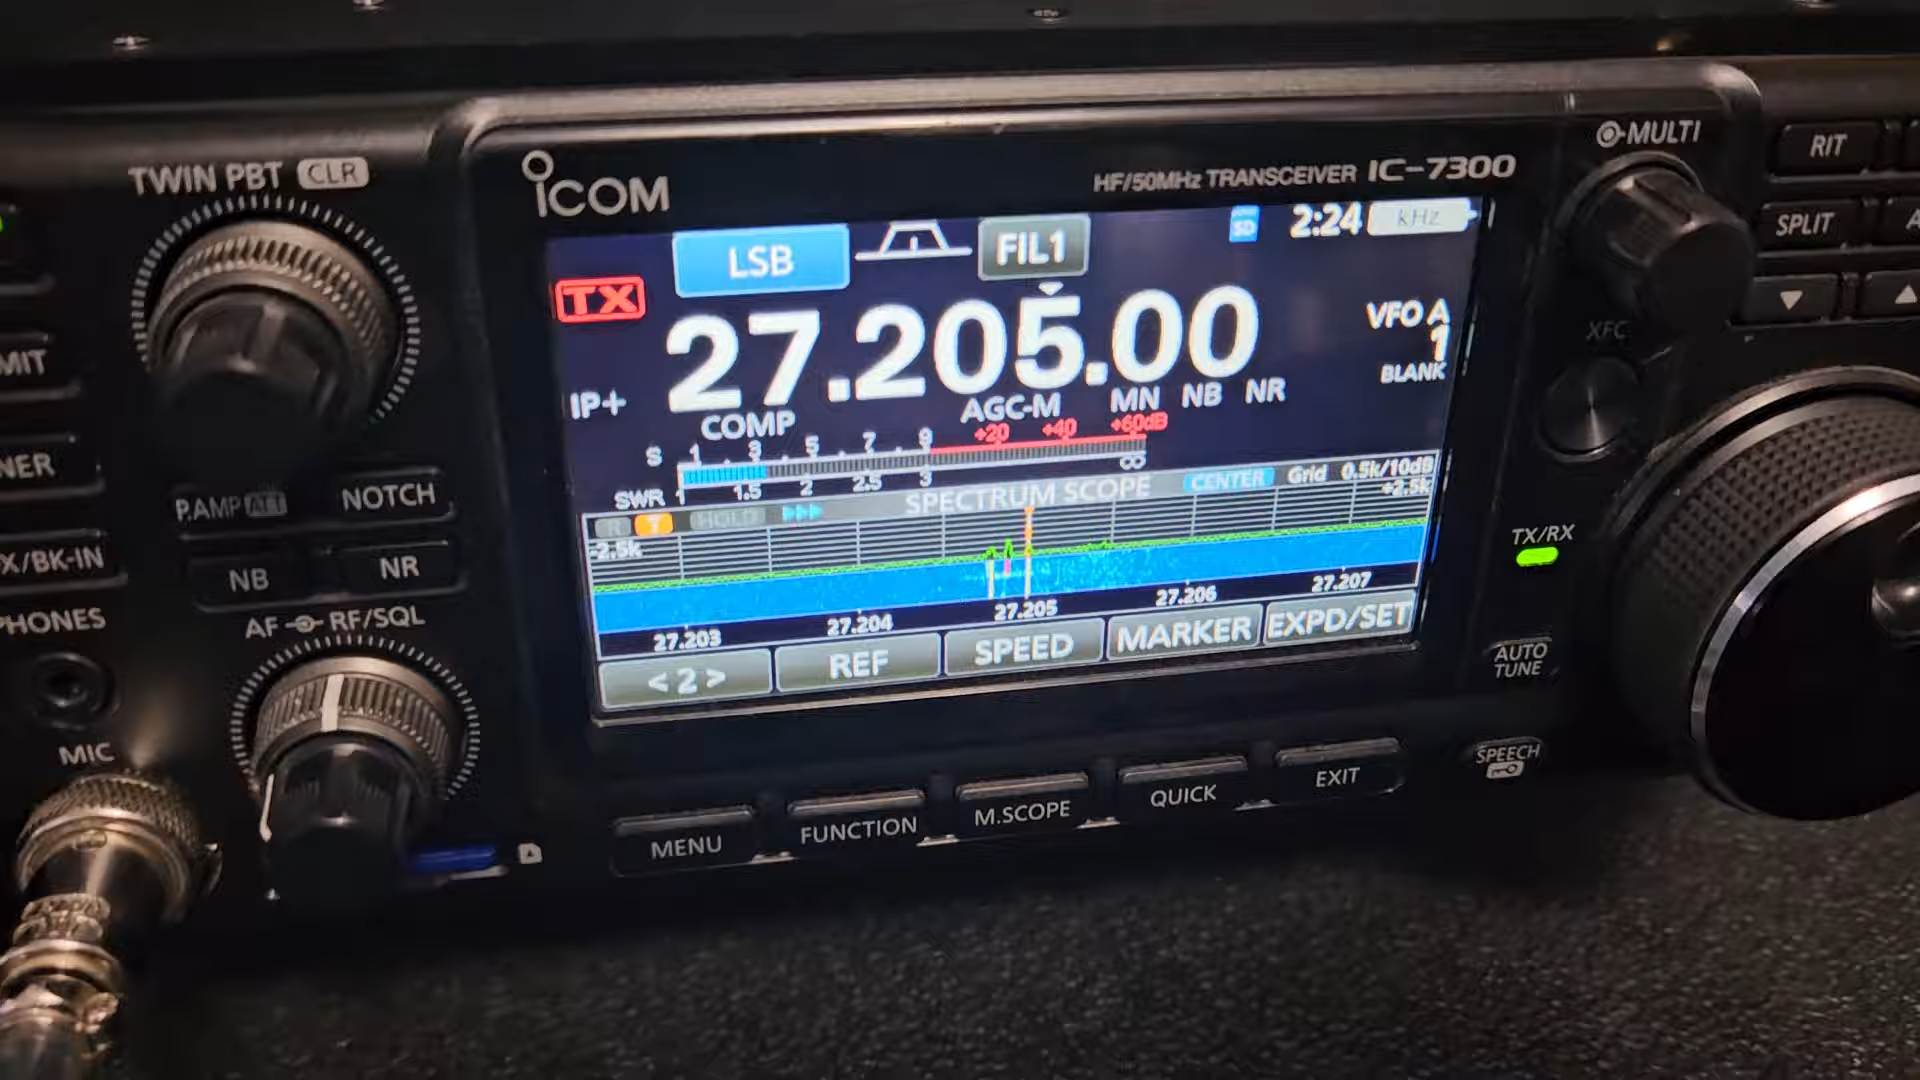 TWIN PBT CLR
ICOM
HF/50MHz TRANSCEIVER IC-7300
MULTI
RIT
SPLIT
LSB
FIL1
SD
2:24
kHz
TX
27.205.00
VFO A
1
BLANK
IP+
COMP
AGC-M
MN
NB
NR
S 1 3 5 7 9 +20 +40 +60dB
SWR 1 1.5 2 2.5 3 ∞
SPECTRUM SCOPE
CENTER
Grid 0.5k/10dB
R T HOLD
-2.5k
+2.5k
27.203 27.204 27.205 27.206 27.207
<2> REF SPEED MARKER EXPD/SET
MIT
NER
X/BK-IN
HONES
MIC
P.AMP ATT
NOTCH
NB
NR
AF RF/SQL
XFC
TX/RX
AUTO
TUNE
SPEECH
MENU FUNCTION M.SCOPE QUICK EXIT